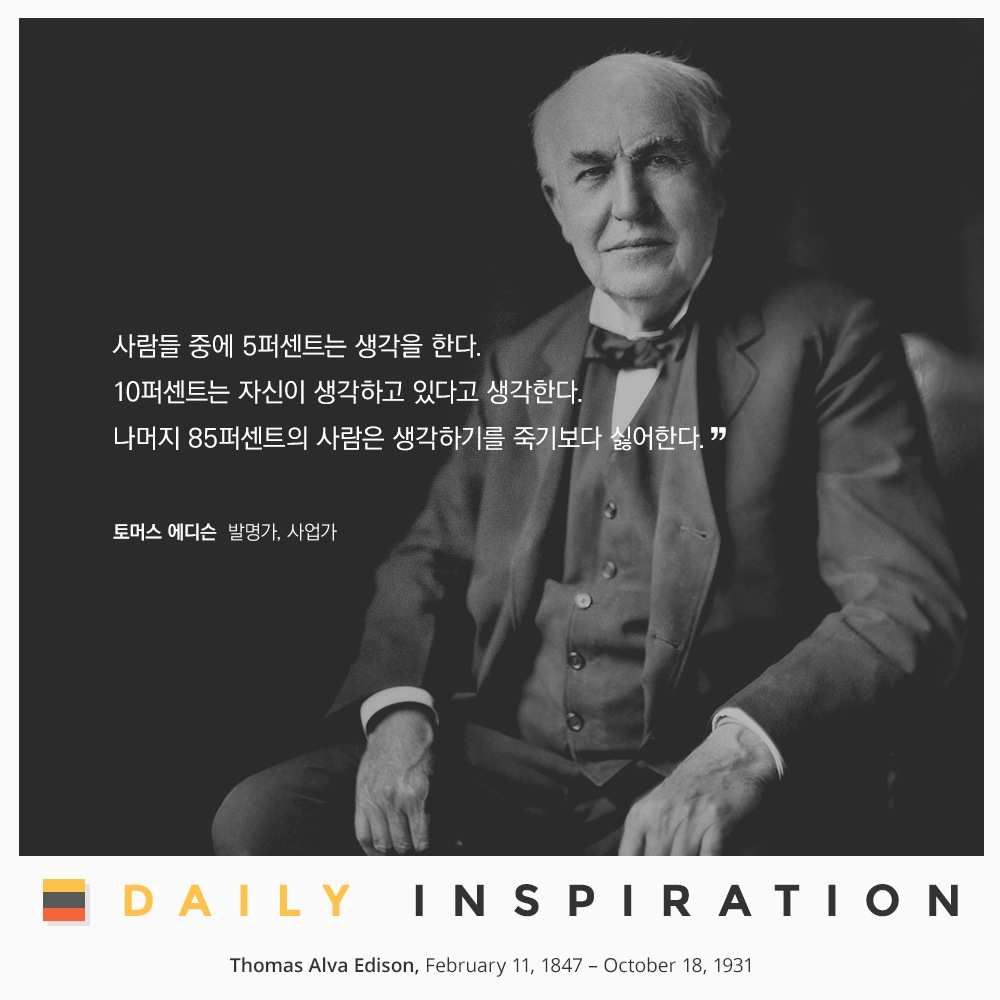 사람들 중에 5퍼센트는 생각을 한다.
10퍼센트는 자신이 생각하고 있다고 생각한다.
나머지 85퍼센트의 사람은 생각하기를 죽기보다 싫어한다.”
토머스 에디슨 발명가, 사업가
DAILY INSPIRATION
Thomas Alva Edison, February 11, 1847 – October 18, 1931